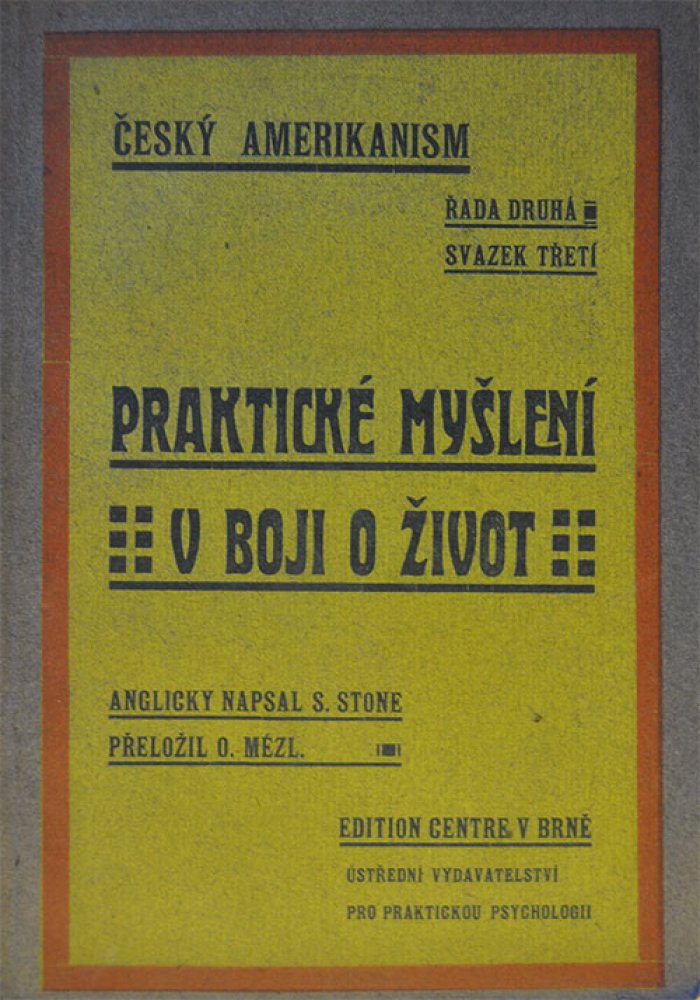 ČESKÝ AMERIKANISM
ŘADA DRUHÁ
SVAZEK TŘETÍ
PRAKTICKÉ MYŠLENÍ
V BOJI O ŽIVOT
ANGLICKY NAPSAL S. STONE
PŘELOŽIL O. MÉZL.
EDITION CENTRE V BRNĚ
ÚSTŘEDNÍ VYDAVATELSTVÍ
PRO PRAKTICKOU PSYCHOLOGII